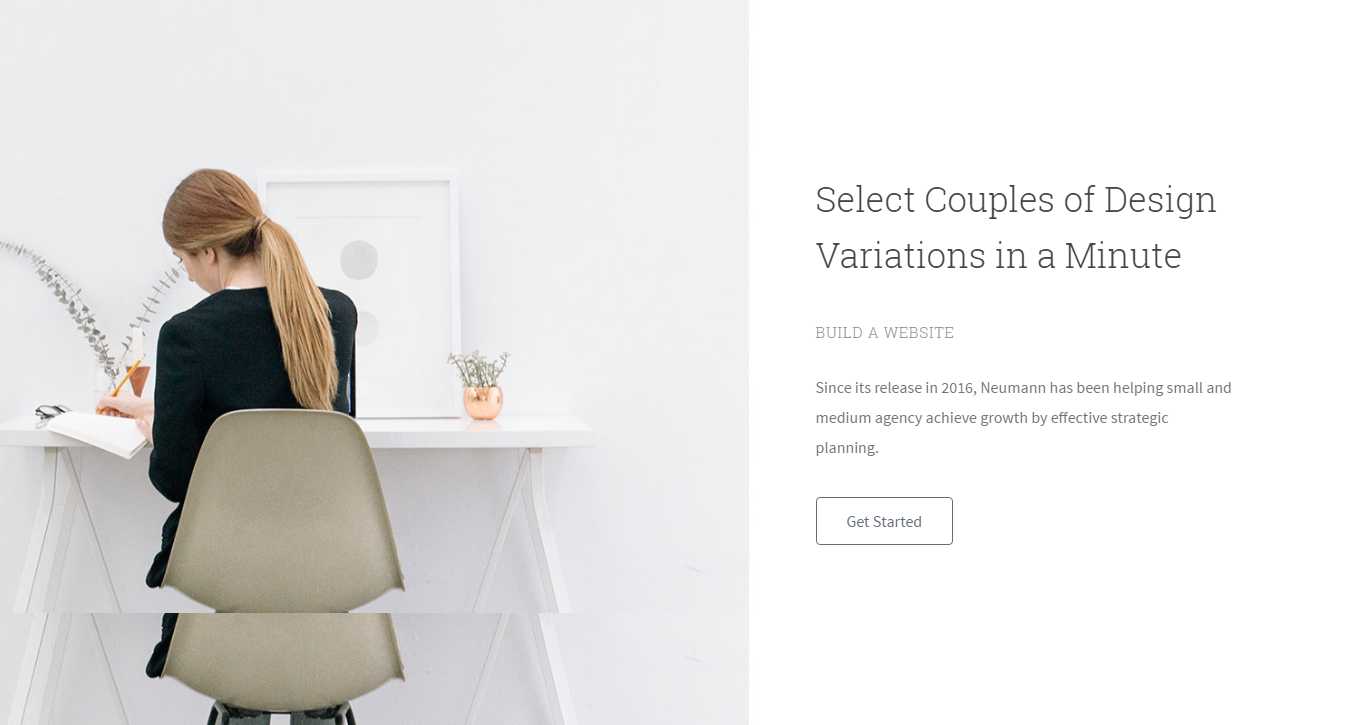 Select Couples of Design
Variations in a Minute
BUILD A WEBSITE
Since its release in 2016, Neumann has been helping small and
medium agency achieve growth by effective strategic
planning.
Get Started